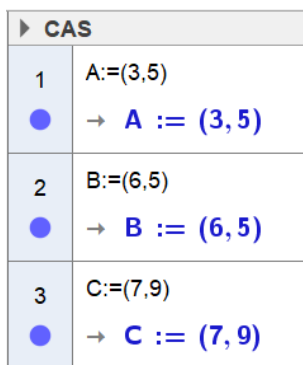 CAS
1
A:=(3,5)
→ A := (3, 5)
2
B:=(6,5)
→ B := (6, 5)
3
C:=(7,9)
→ C := (7, 9)